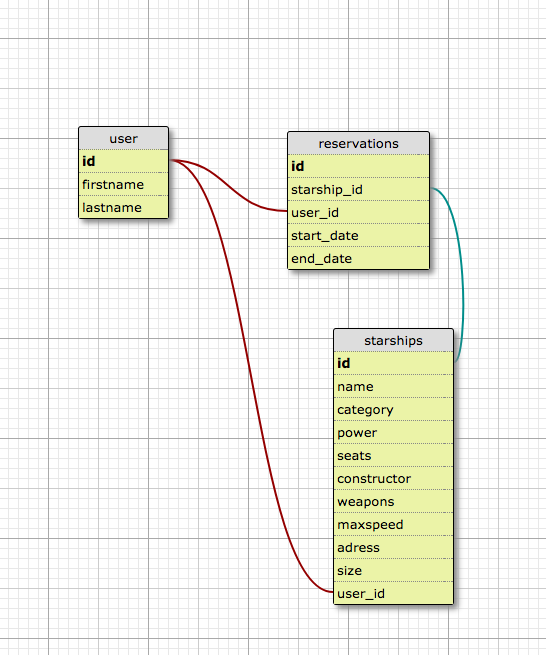 user
id
firstname
lastname
reservations
id
starship_id
user_id
start_date
end_date
starships
id
name
category
power
seats
constructor
weapons
maxspeed
adress
size
user_id